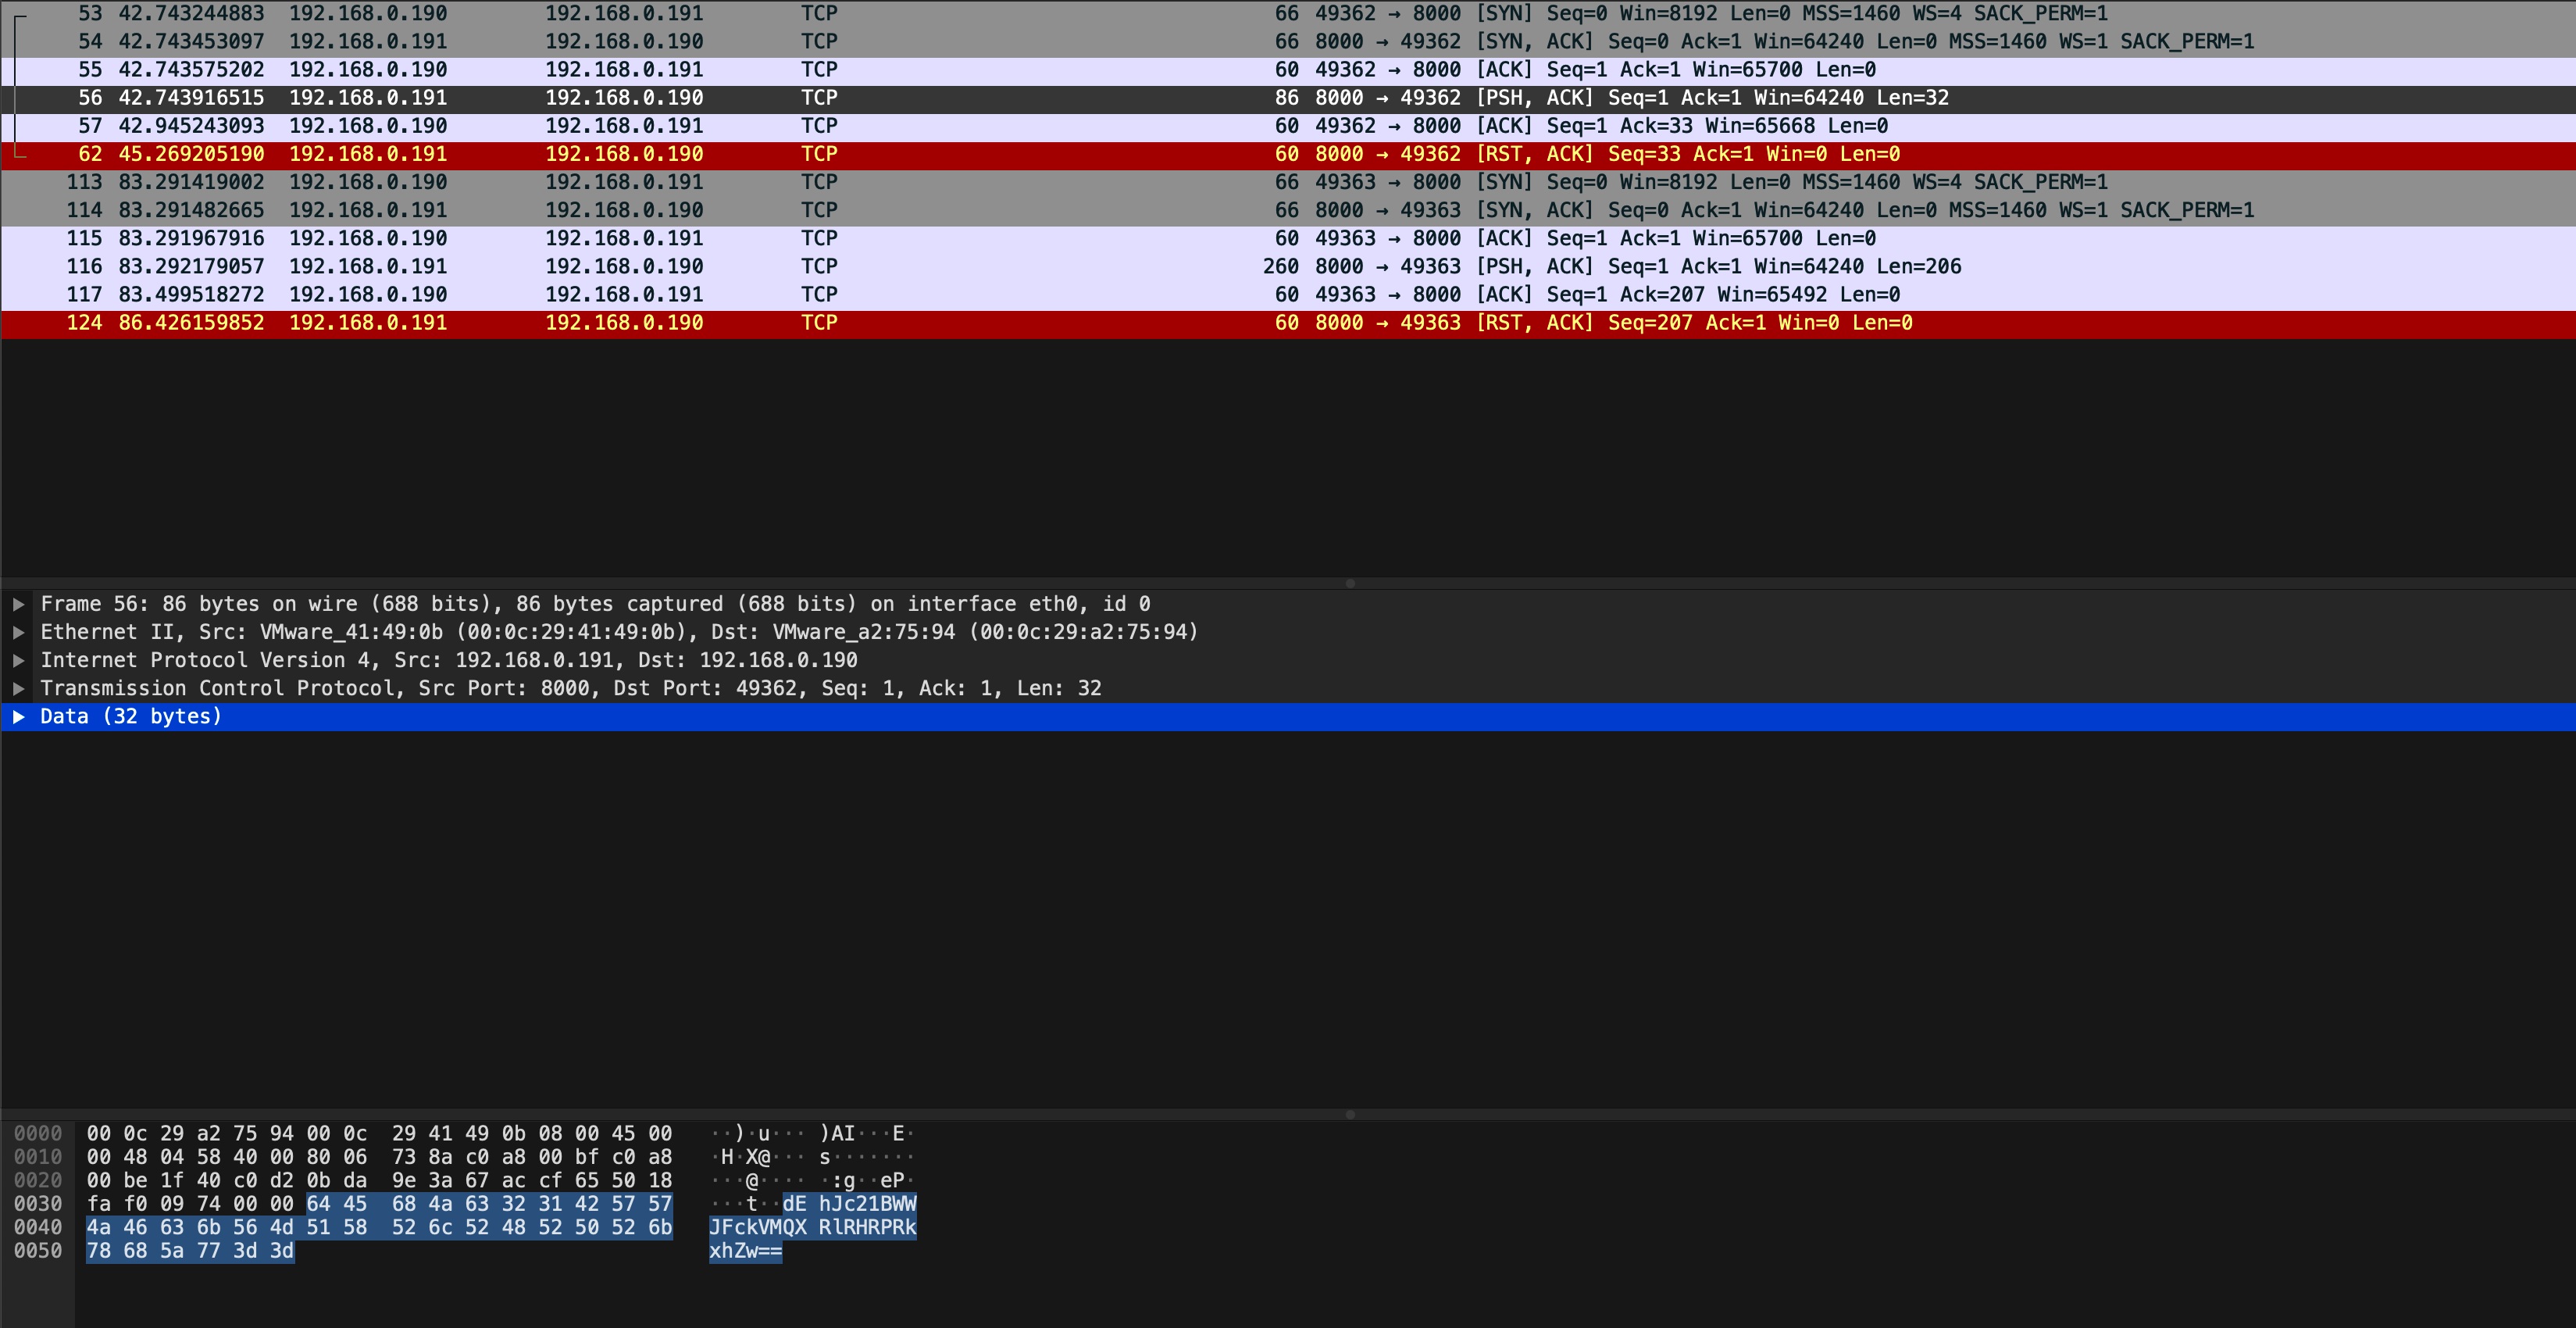 53 42.743244883 192.168.0.190 192.168.0.191 TCP 66 49362 → 8000 [SYN] Seq=0 Win=8192 Len=0 MSS=1460 WS=4 SACK_PERM=1
54 42.743453097 192.168.0.191 192.168.0.190 TCP 66 8000 → 49362 [SYN, ACK] Seq=0 Ack=1 Win=64240 Len=0 MSS=1460 WS=1 SACK_PERM=1
55 42.743575202 192.168.0.190 192.168.0.191 TCP 60 49362 → 8000 [ACK] Seq=1 Ack=1 Win=65700 Len=0
56 42.743916515 192.168.0.191 192.168.0.190 TCP 86 8000 → 49362 [PSH, ACK] Seq=1 Ack=1 Win=64240 Len=32
57 42.945243093 192.168.0.190 192.168.0.191 TCP 60 49362 → 8000 [ACK] Seq=1 Ack=33 Win=65668 Len=0
62 45.269205190 192.168.0.191 192.168.0.190 TCP 60 8000 → 49362 [RST, ACK] Seq=33 Ack=1 Win=0 Len=0
113 83.291419002 192.168.0.190 192.168.0.191 TCP 66 49363 → 8000 [SYN] Seq=0 Win=8192 Len=0 MSS=1460 WS=4 SACK_PERM=1
114 83.291482665 192.168.0.191 192.168.0.190 TCP 66 8000 → 49363 [SYN, ACK] Seq=0 Ack=1 Win=64240 Len=0 MSS=1460 WS=1 SACK_PERM=1
115 83.291967916 192.168.0.190 192.168.0.191 TCP 60 49363 → 8000 [ACK] Seq=1 Ack=1 Win=65700 Len=0
116 83.292179057 192.168.0.191 192.168.0.190 TCP 260 8000 → 49363 [PSH, ACK] Seq=1 Ack=1 Win=64240 Len=206
117 83.499518272 192.168.0.190 192.168.0.191 TCP 60 49363 → 8000 [ACK] Seq=1 Ack=207 Win=65492 Len=0
124 86.426159852 192.168.0.191 192.168.0.190 TCP 60 8000 → 49363 [RST, ACK] Seq=207 Ack=1 Win=0 Len=0
Frame 56: 86 bytes on wire (688 bits), 86 bytes captured (688 bits) on interface eth0, id 0
Ethernet II, Src: VMware_41:49:0b (00:0c:29:41:49:0b), Dst: VMware_a2:75:94 (00:0c:29:a2:75:94)
Internet Protocol Version 4, Src: 192.168.0.191, Dst: 192.168.0.190
Transmission Control Protocol, Src Port: 8000, Dst Port: 49362, Seq: 1, Ack: 1, Len: 32
Data (32 bytes)
0000 00 0c 29 a2 75 94 00 0c 29 41 49 0b 08 00 45 00 ··)·u··· )AI···E·
0010 00 48 04 58 40 00 80 06 73 8a c0 a8 00 bf c0 a8 ·H·X@··· s·······
0020 00 be 1f 40 c0 d2 0b da 9e 3a 67 ac cf 65 50 18 ···@···· ·:g··eP·
0030 fa f0 09 74 00 00 64 45 68 4a 63 32 31 42 57 57 ···t··dE hJc21BWW
0040 4a 46 63 6b 56 4d 51 58 52 6c 52 48 52 50 52 6b JFckVMQX RlRHRPRk
0050 78 68 5a 77 3d 3d xhZw==